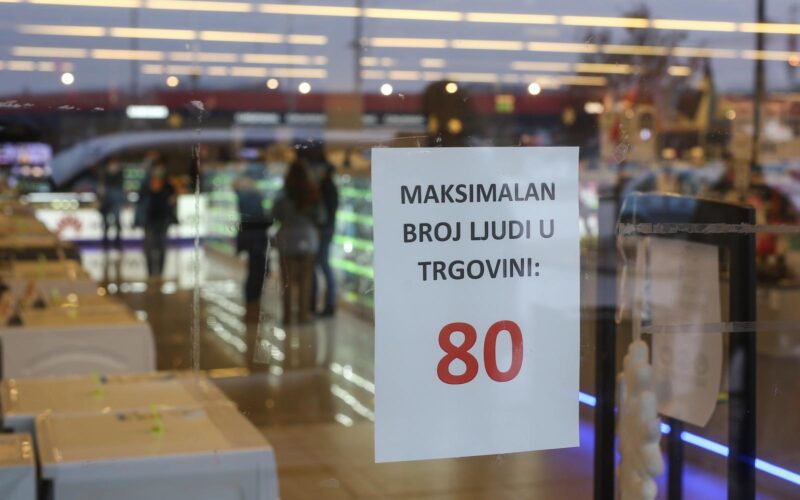 MAKSIMALAN
BROJ LJUDI U
TRGOVINI:
80